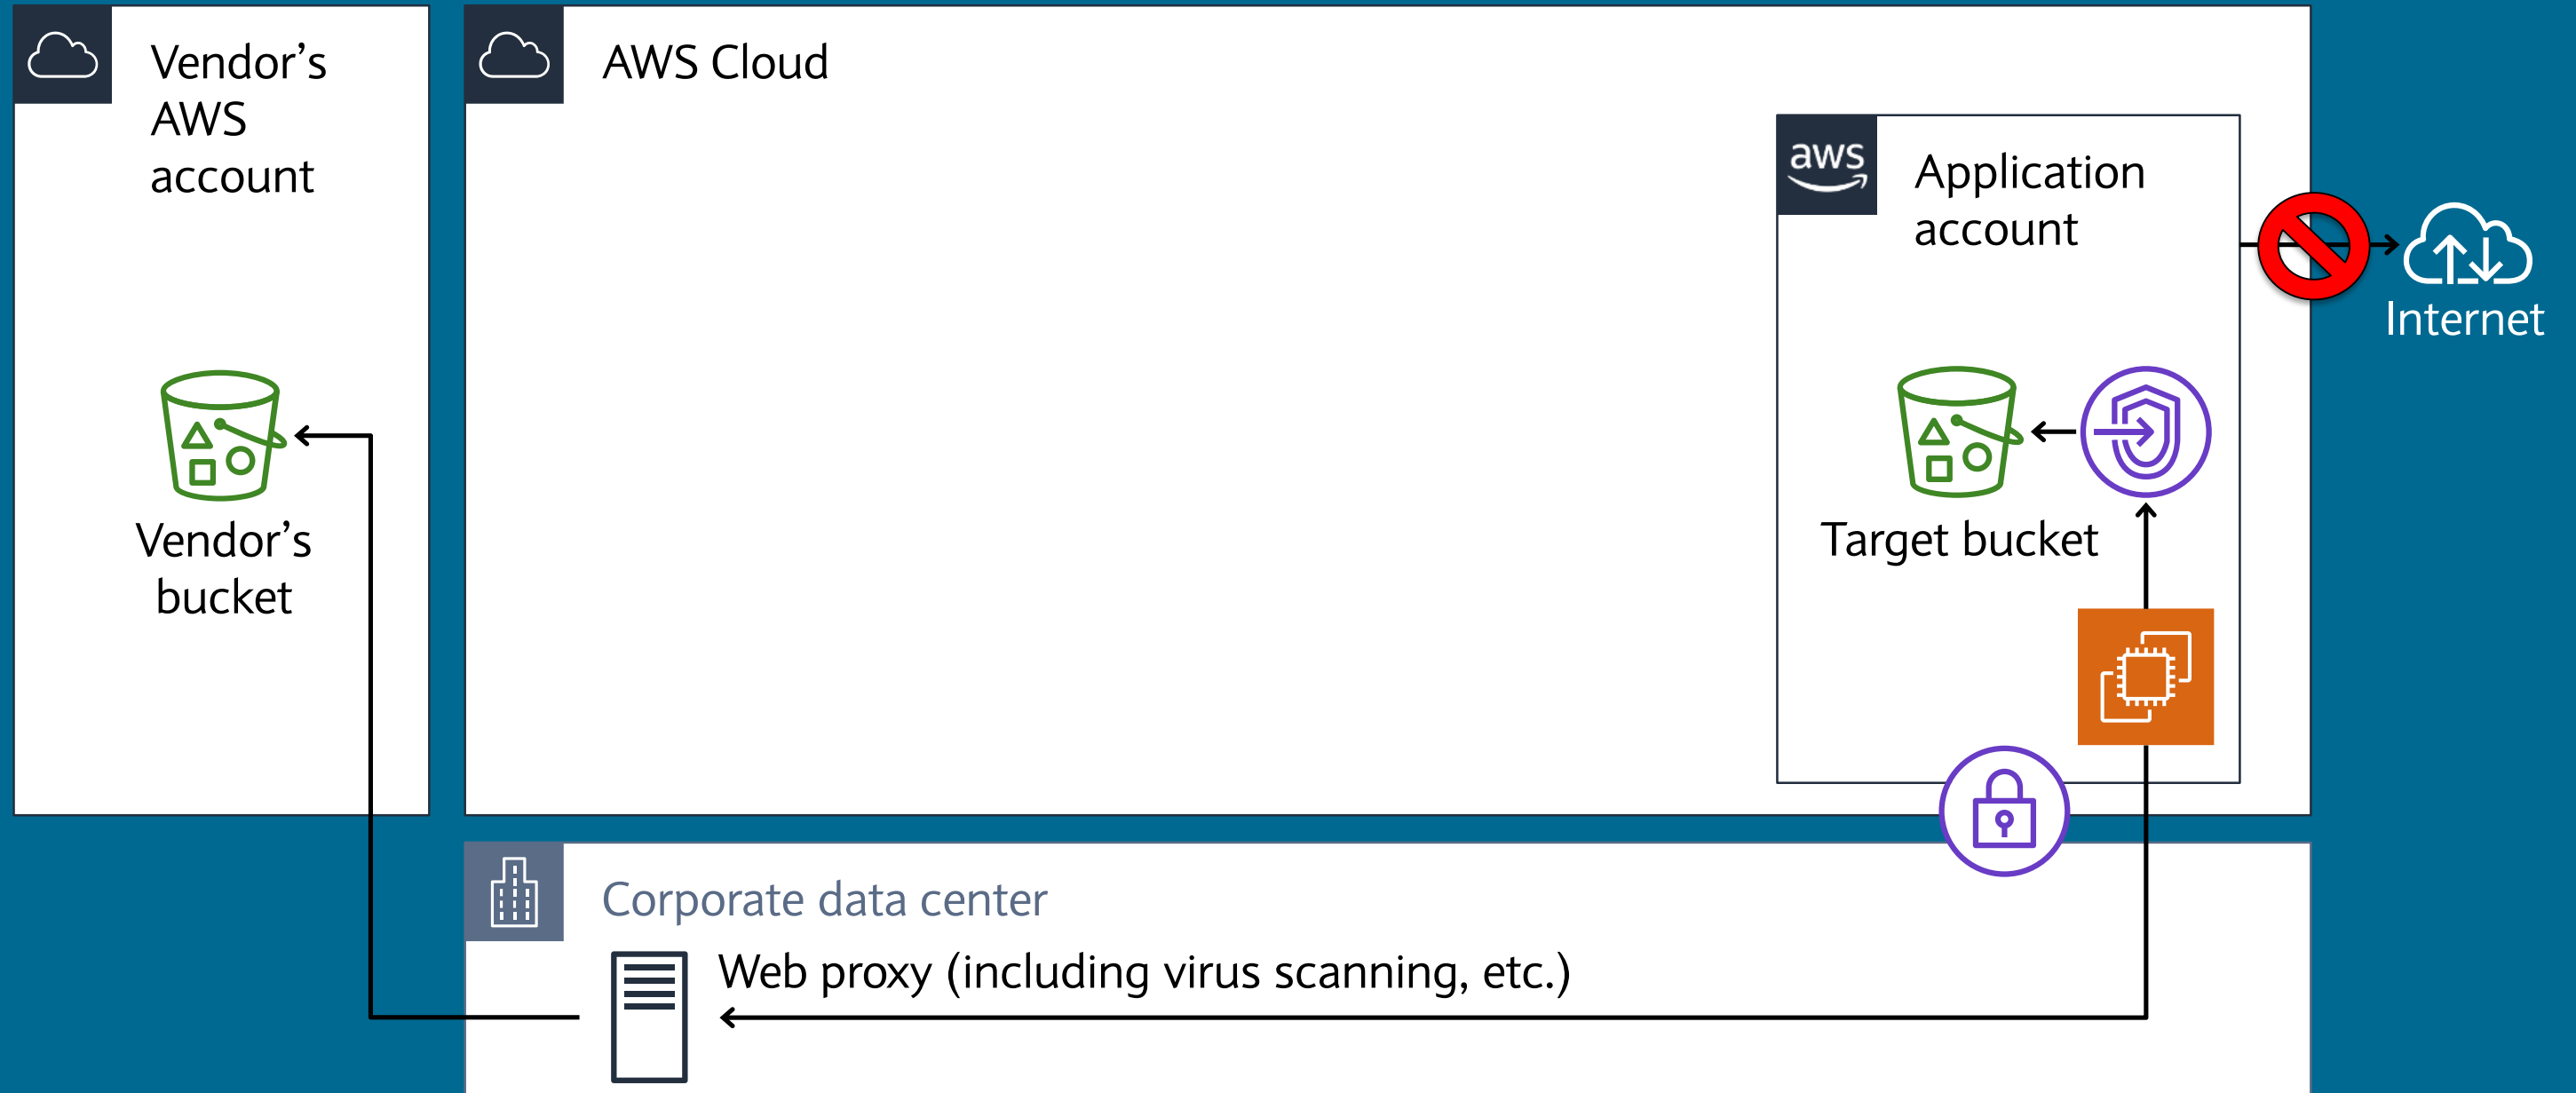 Vendor’s
AWS
account
AWS Cloud
aws
Application
account
Internet
Vendor’s
bucket
Target bucket
Corporate data center
Web proxy (including virus scanning, etc.)